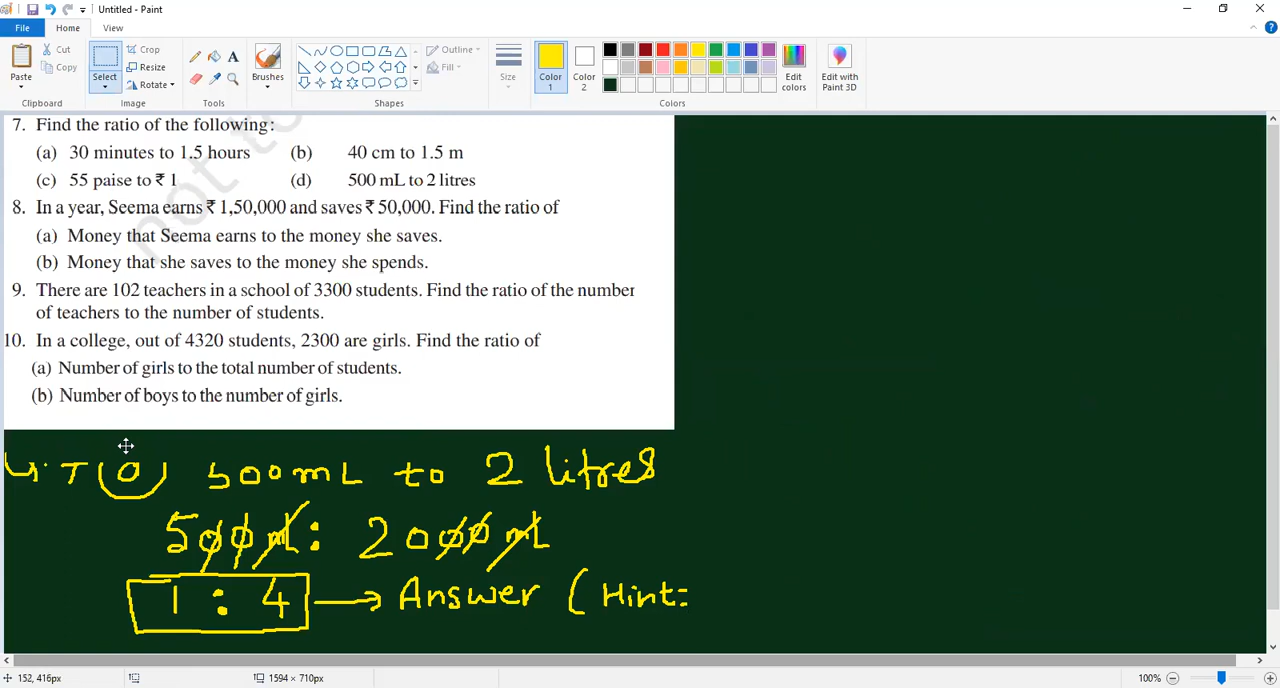 Untitled - Paint
File Home View
Cut Crop Outline
Copy Resize Fill
Paste Select Rotate A Brushes Size Color 1 Color 2 Edit colors Edit with Paint 3D
Clipboard Image Tools Shapes Colors
not to
7. Find the ratio of the following:
(a) 30 minutes to 1.5 hours (b) 40 cm to 1.5 m
(c) 55 paise to ₹ 1 (d) 500 mL to 2 litres
8. In a year, Seema earns ₹ 1,50,000 and saves ₹ 50,000. Find the ratio of
(a) Money that Seema earns to the money she saves.
(b) Money that she saves to the money she spends.
9. There are 102 teachers in a school of 3300 students. Find the ratio of the number
of teachers to the number of students.
10. In a college, out of 4320 students, 2300 are girls. Find the ratio of
(a) Number of girls to the total number of students.
(b) Number of boys to the number of girls.
500mL to 2 litres
500mL : 2000mL
1 : 4 → Answer (Hint=
152, 416px 1594 × 710px 100%